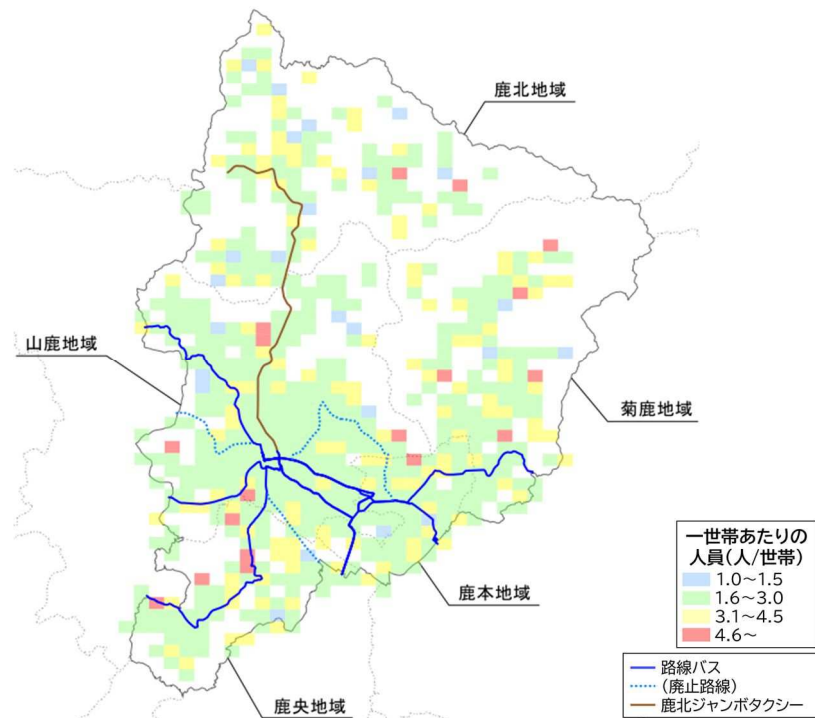 鹿北地域
山鹿地域
菊鹿地域
鹿本地域
鹿央地域
一世帯あたりの
人員(人/世帯)
1.0～1.5
1.6～3.0
3.1～4.5
4.6～
路線バス
(廃止路線)
鹿北ジャンボタクシー